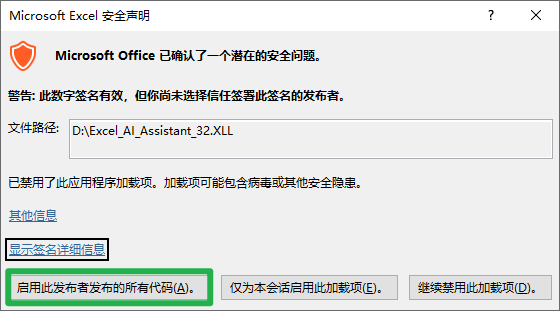 Microsoft Excel 安全声明
Microsoft Office 已确认了一个潜在的安全问题。
警告: 此数字签名有效，但你尚未选择信任签署此签名的发布者。
文件路径: D:\Excel_AI_Assistant_32.XLL
已禁用了此应用程序加载项。加载项可能包含病毒或其他安全隐患。
其他信息
显示签名详细信息
启用此发布者发布的所有代码(A)。 仅为本会话启用此加载项(E)。 继续禁用此加载项(D)。